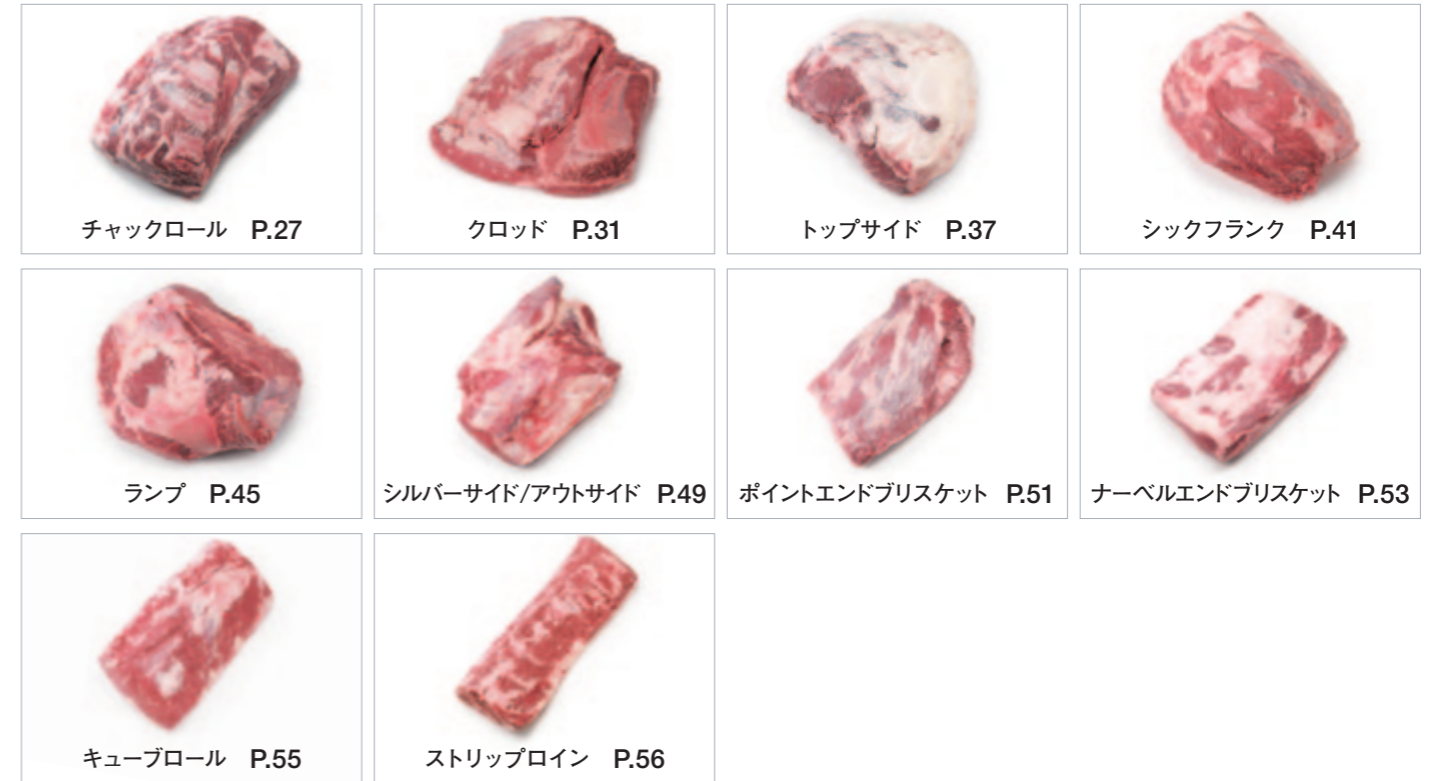 チャックロール P.27
クロッド P.31
トップサイド P.37
シックフランク P.41
ランプ P.45
シルバーサイド/アウトサイド P.49
ポイントエンドブリスケット P.51
ナーベルエンドブリスケット P.53
キューブロール P.55
ストリップロイン P.56